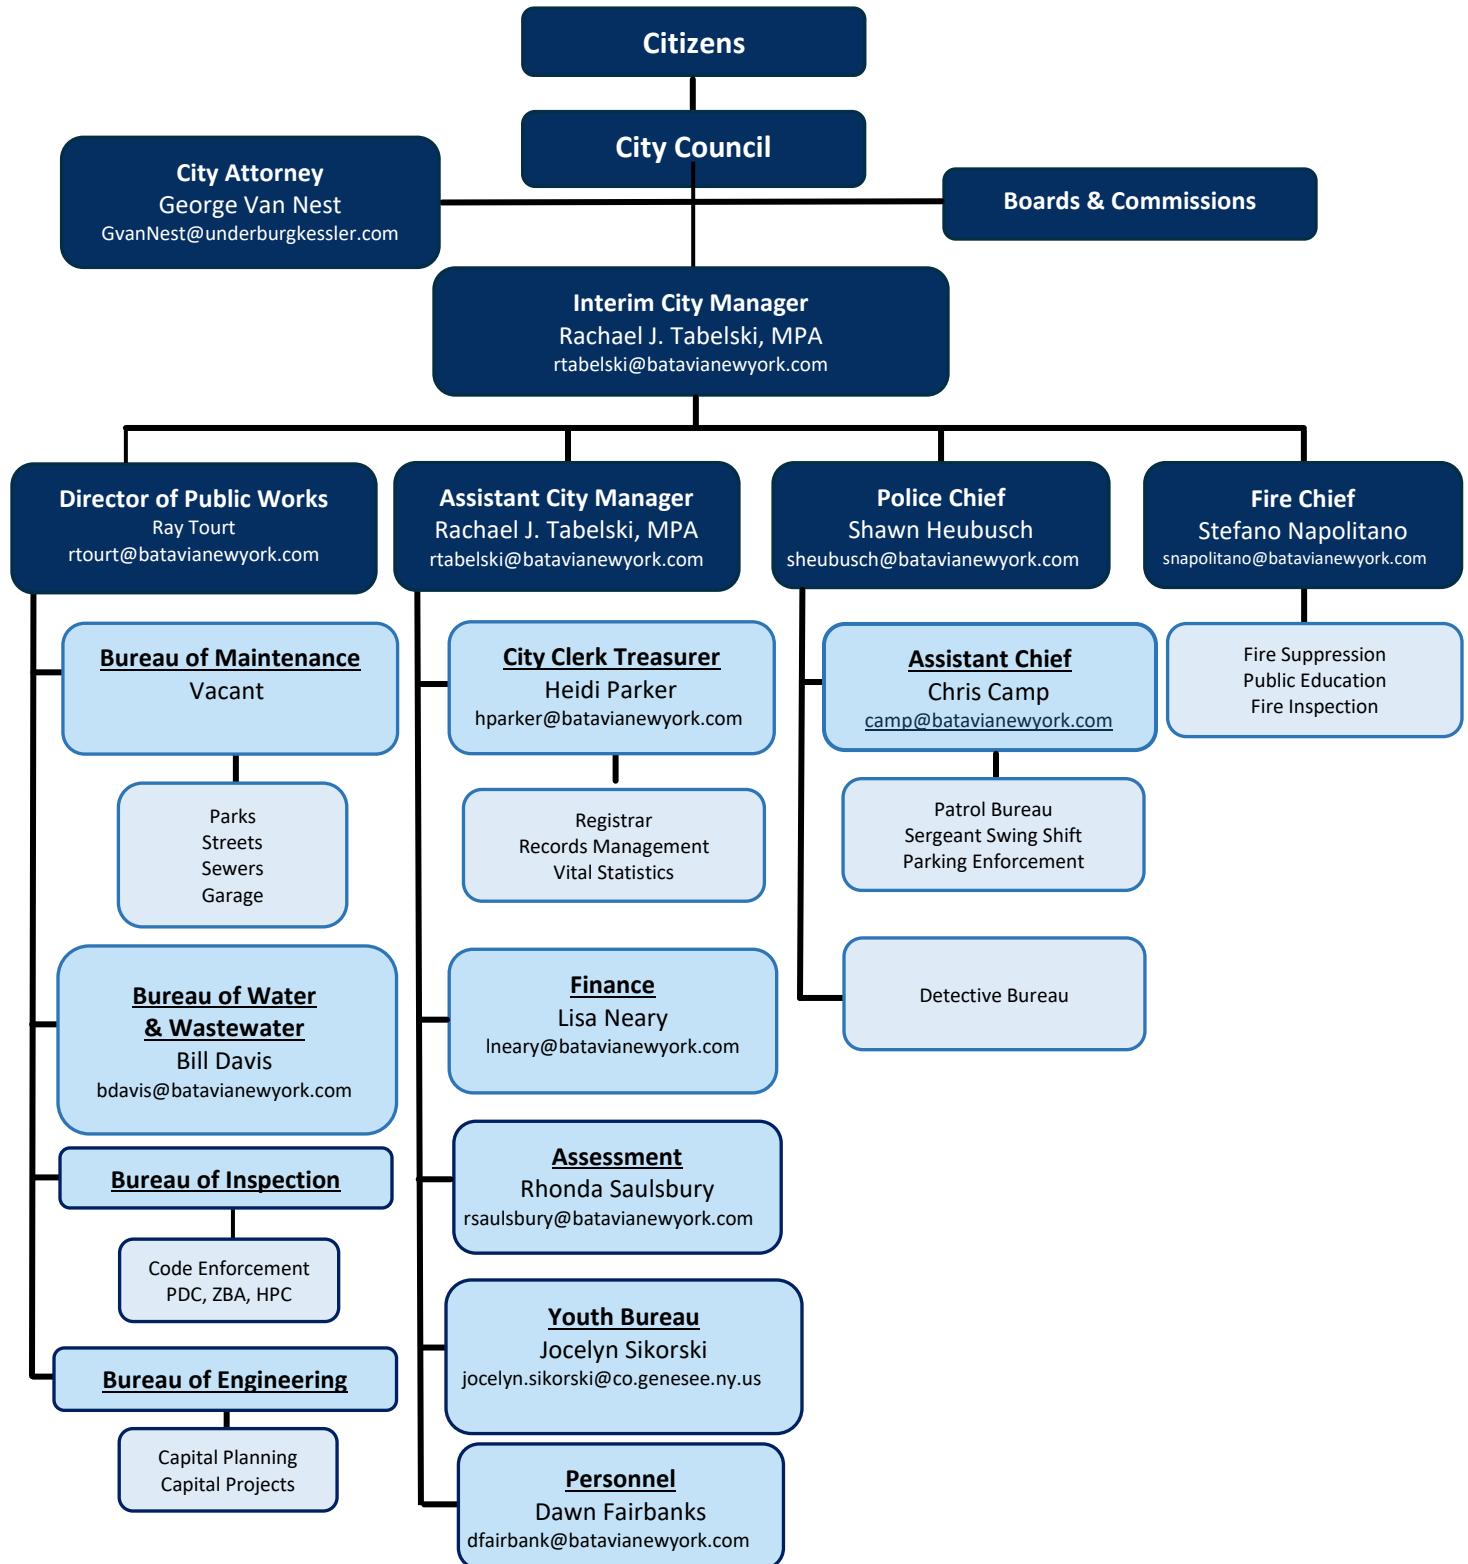 Citizens
City Council
City Attorney
George Van Nest
GvanNest@underburgkessler.com
Boards & Commissions
Interim City Manager
Rachael J. Tabelski, MPA
rtabelski@batavianewyork.com
Director of Public Works
Ray Tourt
rtourt@batavianewyork.com
Assistant City Manager
Rachael J. Tabelski, MPA
rtabelski@batavianewyork.com
Police Chief
Shawn Heubusch
sheubusch@batavianewyork.com
Fire Chief
Stefano Napolitano
snapolitano@batavianewyork.com
Bureau of Maintenance
Vacant
Parks
Streets
Sewers
Garage
Bureau of Water
& Wastewater
Bill Davis
bdavis@batavianewyork.com
Bureau of Inspection
Code Enforcement
PDC, ZBA, HPC
Bureau of Engineering
Capital Planning
Capital Projects
City Clerk Treasurer
Heidi Parker
hparker@batavianewyork.com
Registrar
Records Management
Vital Statistics
Finance
Lisa Neary
lneary@batavianewyork.com
Assessment
Rhonda Saulsbury
rsaulsbury@batavianewyork.com
Youth Bureau
Jocelyn Sikorski
jocelyn.sikorski@co.genesee.ny.us
Personnel
Dawn Fairbanks
dfairbank@batavianewyork.com
Assistant Chief
Chris Camp
camp@batavianewyork.com
Patrol Bureau
Sergeant Swing Shift
Parking Enforcement
Detective Bureau
Fire Suppression
Public Education
Fire Inspection